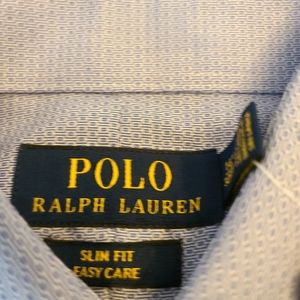 POLO
RALPH LAUREN
SLIM FIT
EASY CARE